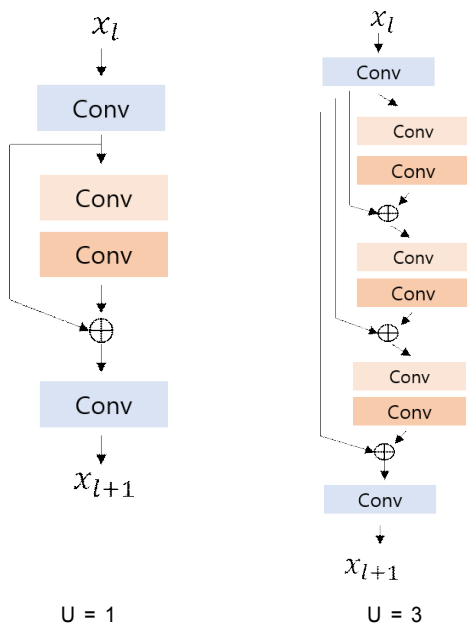 x_l
Conv
Conv
Conv
Conv
x_{l+1}
U = 1
x_l
Conv
Conv
Conv
Conv
Conv
Conv
Conv
Conv
x_{l+1}
U = 3